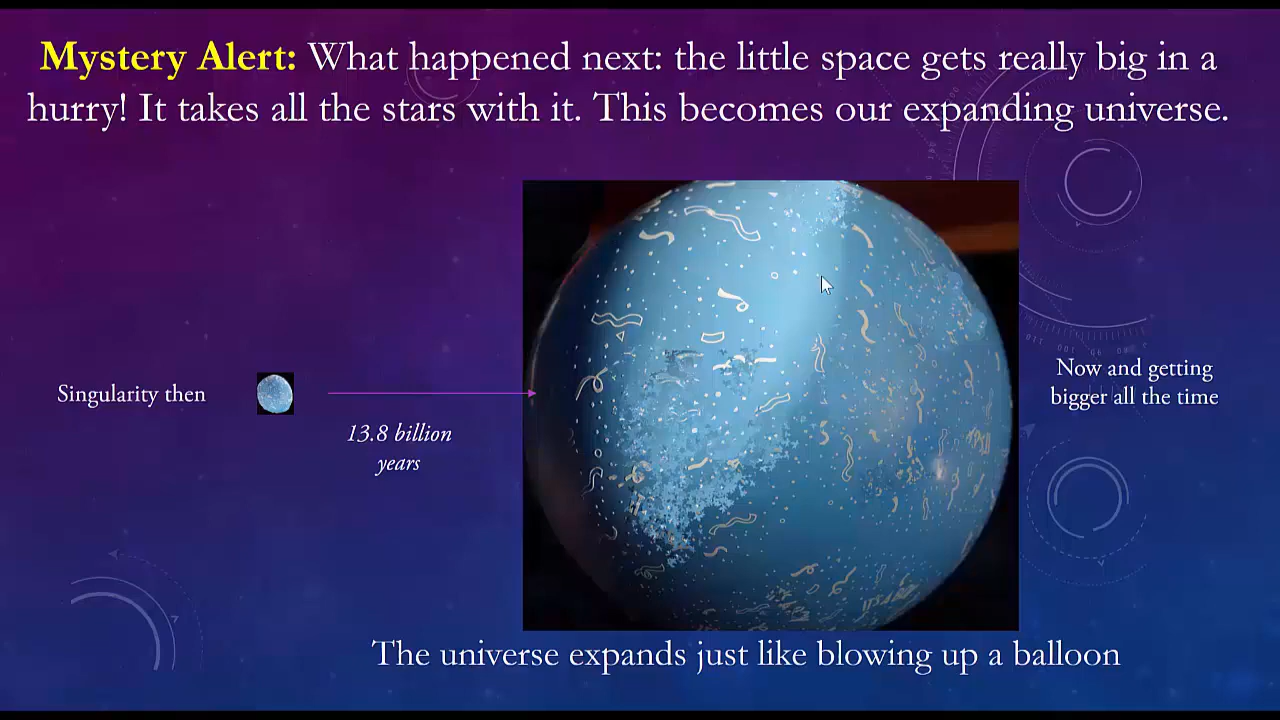 Mystery Alert: What happened next: the little space gets really big in a
hurry! It takes all the stars with it. This becomes our expanding universe.
Singularity then
13.8 billion
years
Now and getting
bigger all the time
The universe expands just like blowing up a balloon